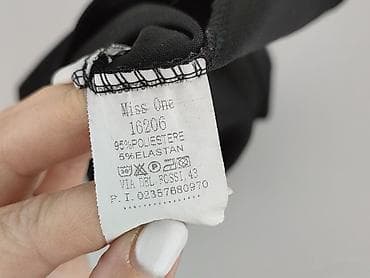 Miss One
16206
95%POLIESTERE
5%ELASTAN
VIA DEL FOSSI,43
P.I.02357680970